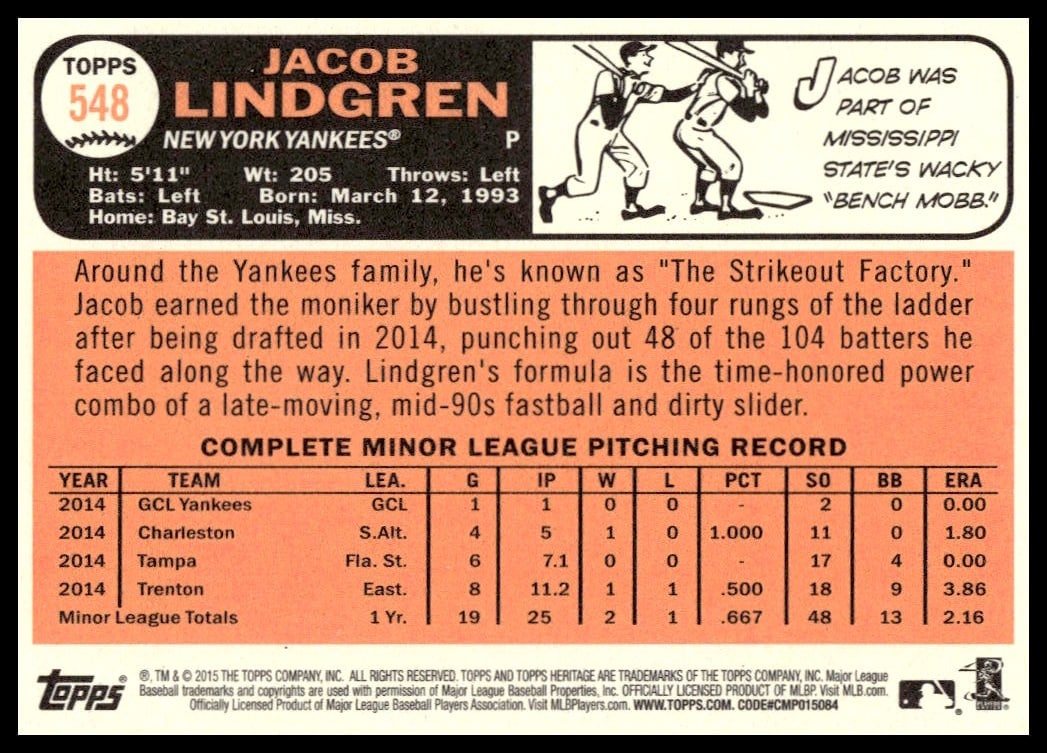 TOPPS
548
JACOB
LINDGREN
NEW YORK YANKEES® P
Ht: 5'11" Wt: 205 Throws: Left
Bats: Left Born: March 12, 1993
Home: Bay St. Louis, Miss.
JACOB WAS
PART OF
MISSISSIPPI
STATE'S WACKY
"BENCH MOBB."
Around the Yankees family, he's known as "The Strikeout Factory."
Jacob earned the moniker by bustling through four rungs of the ladder
after being drafted in 2014, punching out 48 of the 104 batters he
faced along the way. Lindgren's formula is the time-honored power
combo of a late-moving, mid-90s fastball and dirty slider.
COMPLETE MINOR LEAGUE PITCHING RECORD
YEAR TEAM LEA. G IP W L PCT SO BB ERA
2014 GCL Yankees GCL 1 1 0 0 - 2 0 0.00
2014 Charleston S.Alt. 4 5 1 0 1.000 11 0 1.80
2014 Tampa Fla. St. 6 7.1 0 0 - 17 4 0.00
2014 Trenton East. 8 11.2 1 1 .500 18 9 3.86
Minor League Totals 1 Yr. 19 25 2 1 .667 48 13 2.16
topps®
®, TM & © 2015 THE TOPPS COMPANY, INC. ALL RIGHTS RESERVED. TOPPS AND TOPPS HERITAGE ARE TRADEMARKS OF THE TOPPS COMPANY, INC. Major League
Baseball trademarks and copyrights are used with permission of Major League Baseball Properties, Inc. OFFICIALLY LICENSED PRODUCT OF MLBP. Visit MLB.com.
Officially Licensed Product of Major League Baseball Players Association. Visit MLBPlayers.com. WWW.TOPPS.COM. CODE#CMP015084